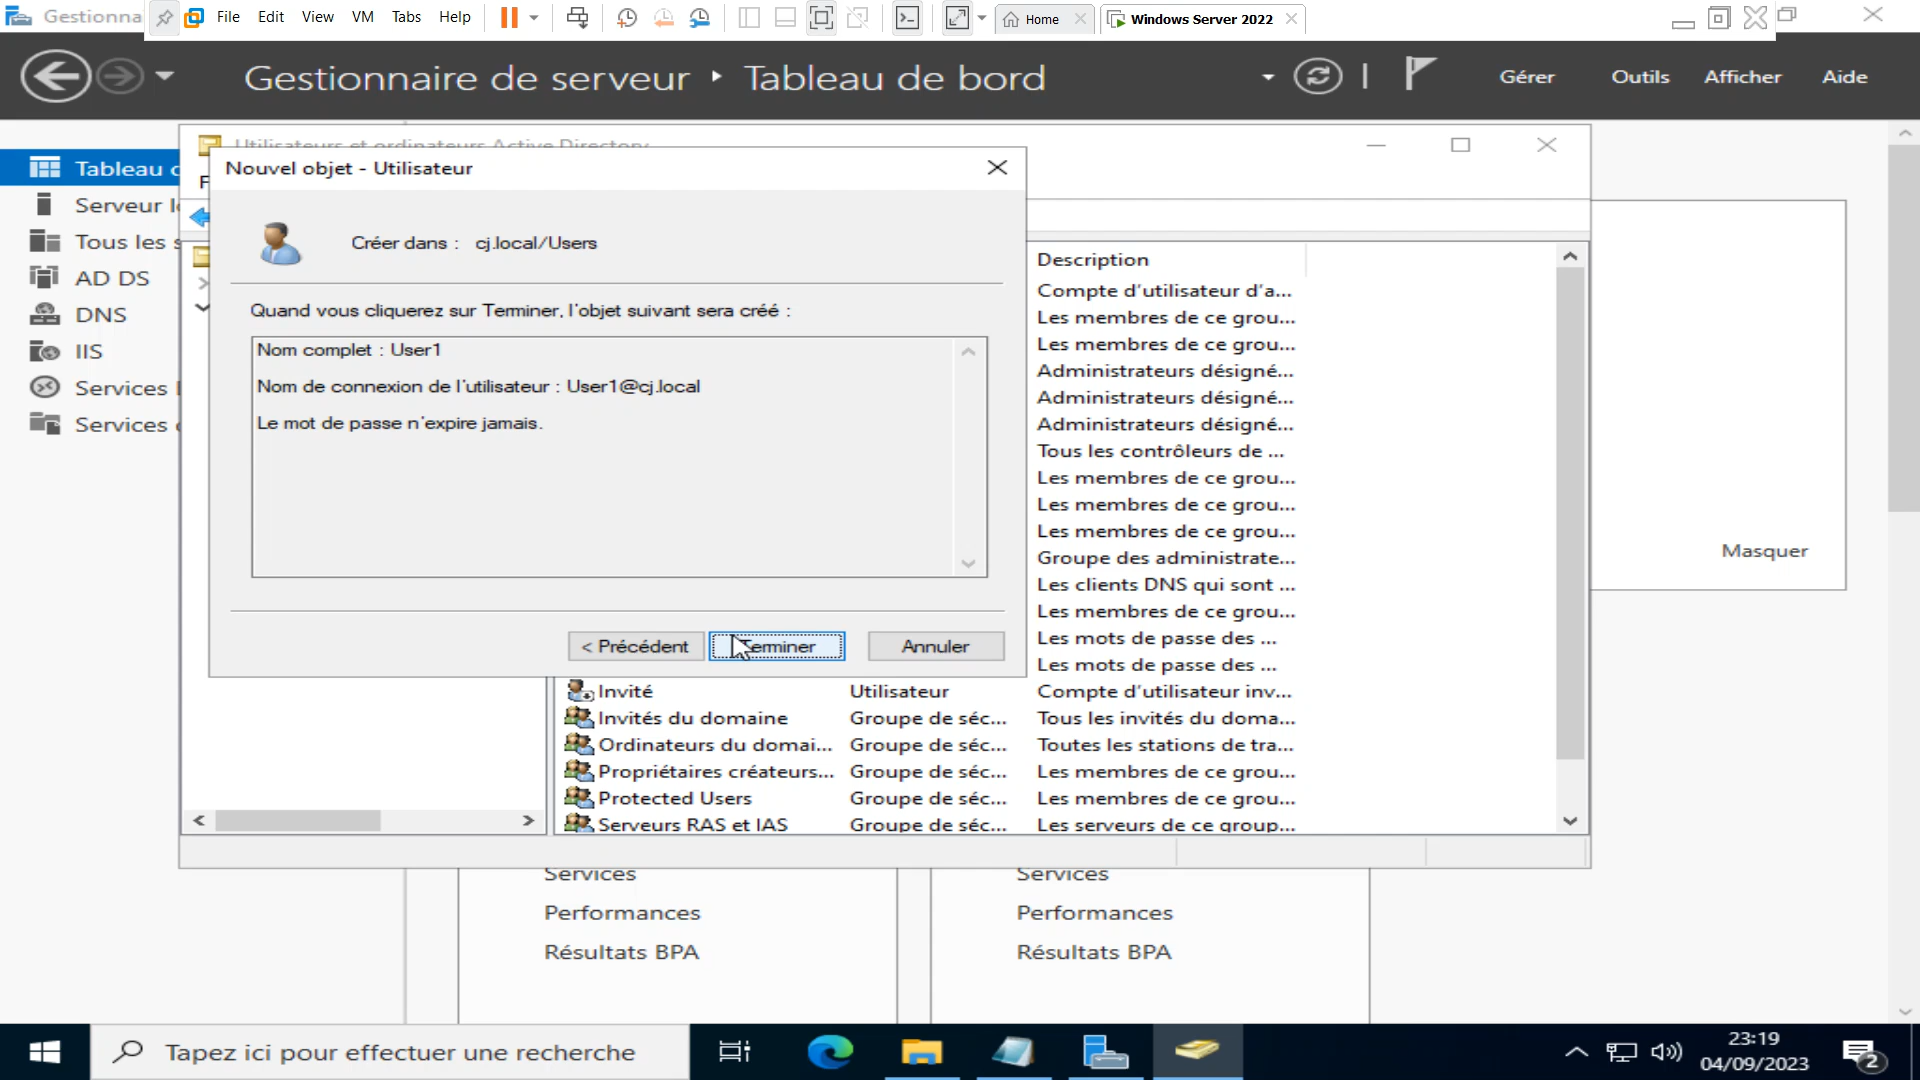 Gestionna
File Edit View VM Tabs Help
Home
Windows Server 2022
Gestionnaire de serveur ‣ Tableau de bord
Gérer Outils Afficher Aide
Tableau
Serveur
Tous les
AD DS
DNS
IIS
Services
Services
Utilisateurs et ordinateurs Active Directory
Nouvel objet - Utilisateur
Créer dans : cj.local/Users
Quand vous cliquerez sur Terminer, l'objet suivant sera créé :
Nom complet : User1
Nom de connexion de l'utilisateur : User1@cj.local
Le mot de passe n'expire jamais.
< Précédent
Terminer
Annuler
Description
Compte d'utilisateur d'a...
Les membres de ce grou...
Les membres de ce grou...
Administrateurs désigné...
Administrateurs désigné...
Administrateurs désigné...
Tous les contrôleurs de ...
Les membres de ce grou...
Les membres de ce grou...
Les membres de ce grou...
Groupe des administrate...
Les clients DNS qui sont ...
Les membres de ce grou...
Les mots de passe des ...
Les mots de passe des ...
Invité Utilisateur Compte d'utilisateur inv...
Invités du domaine Groupe de séc... Tous les invités du doma...
Ordinateurs du domai... Groupe de séc... Toutes les stations de tra...
Propriétaires créateurs... Groupe de séc... Les membres de ce grou...
Protected Users Groupe de séc... Les membres de ce grou...
Serveurs RAS et IAS Groupe de séc... Les serveurs de ce group...
Masquer
Services
Performances
Résultats BPA
Services
Performances
Résultats BPA
Tapez ici pour effectuer une recherche
23:19
04/09/2023
2